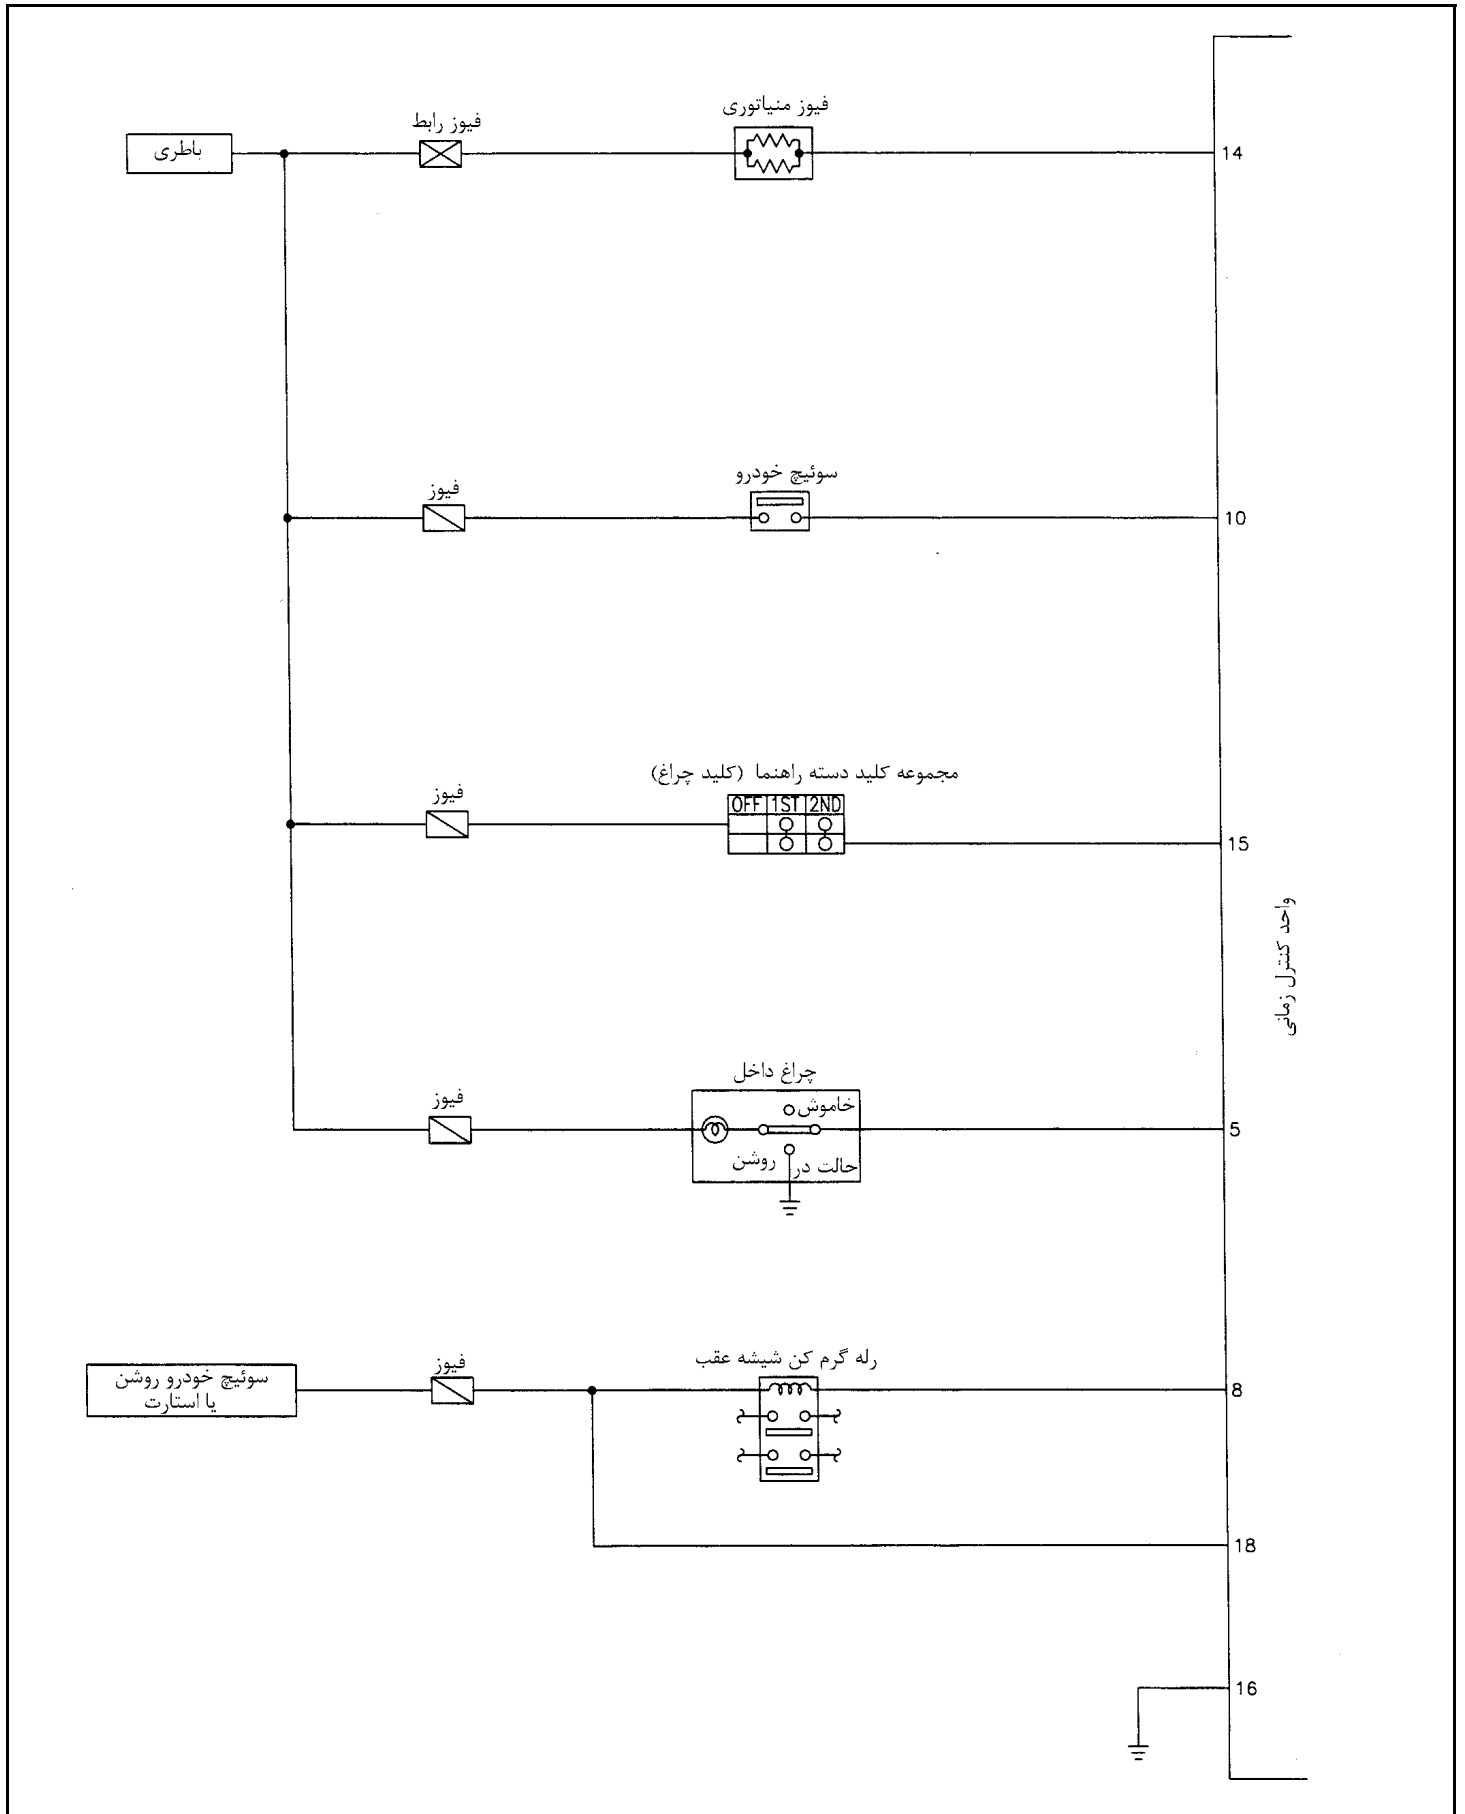 فیوز منیاتوری
فیوز رابط
باطری
14
سوئیچ خودرو
فیوز
10
مجموعه کلید دسته راهنما (کلید چراغ)
فیوز
OFF 1ST 2ND
15
واحد کنترل زمانی
چراغ داخل
فیوز
خاموش
5
حالت در
روشن
رله گرم کن شیشه عقب
فیوز
سوئیچ خودرو روشن
یا استارت
8
18
16